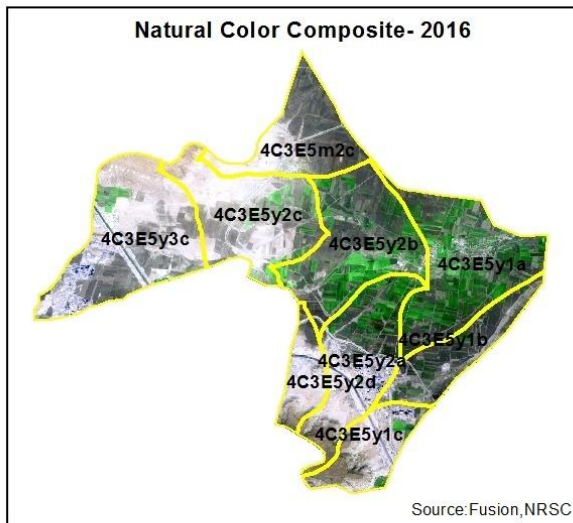 Natural Color Composite- 2016
4C3E5m2c
4C3E5y2c
4C3E5y3c
4C3E5y2b
4C3E5y1a
4C3E5y1b
4C3E5y2a
4C3E5y2d
4C3E5y1c
Source:Fusion,NRSC